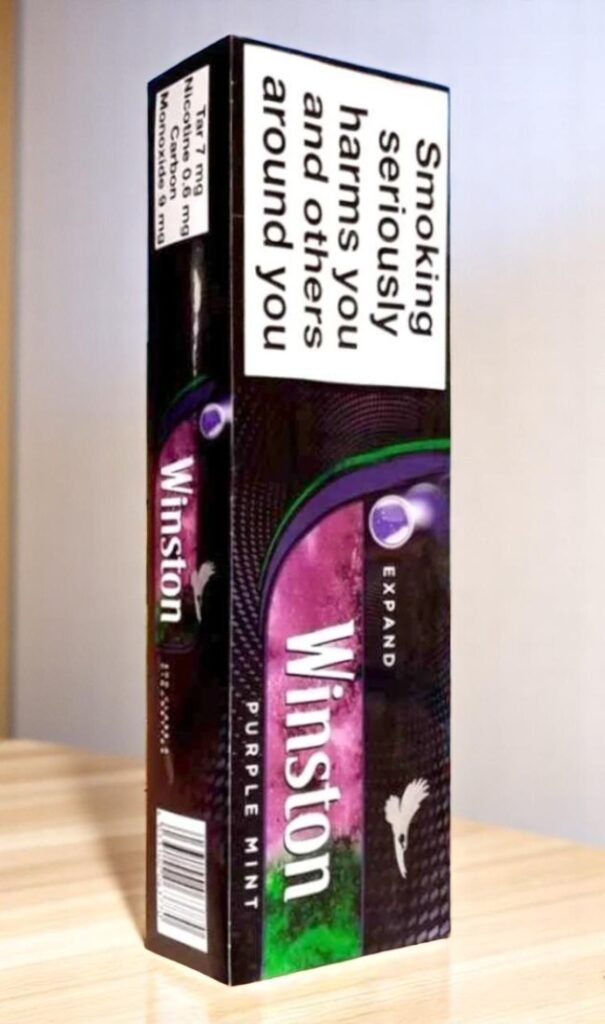 Smoking
seriously
harms you
and others
around you
EXPAND
Winston
PURPLE MINT
Tar 7 mg
Nicotine 0.6 mg
Carbon
Monoxide 9 mg
Winston